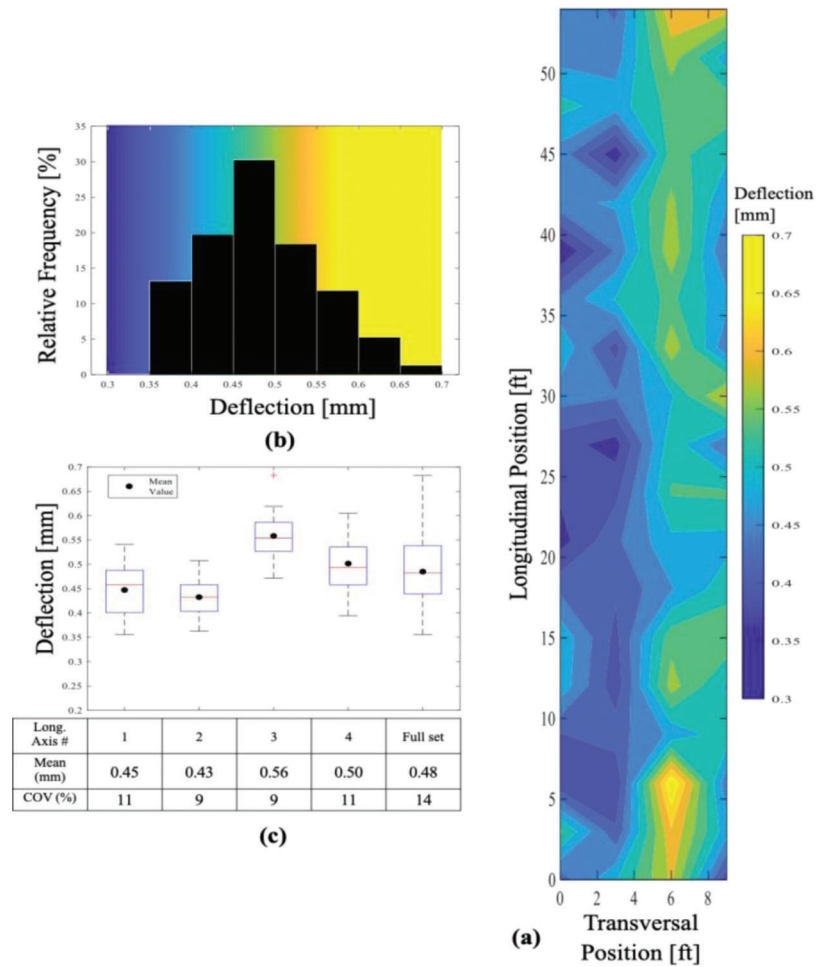 35
30
25
20
15
10
5
0
Relative Frequency [%]
0.3 0.35 0.4 0.45 0.5 0.55 0.6 0.65 0.7
Deflection [mm]
(b)
0.7
0.65
0.6
0.55
0.5
0.45
0.4
0.35
0.3
0.25
0.2
Deflection [mm]
Mean
Value
Long.
Axis # 1 2 3 4 Full set
Mean
(mm) 0.45 0.43 0.56 0.50 0.48
COV (%) 11 9 9 11 14
(c)
50
45
40
35
30
25
20
15
10
5
0
Longitudinal Position [ft]
0 2 4 6 8
Transversal
Position [ft]
(a)
Deflection
[mm]
0.7
0.65
0.6
0.55
0.5
0.45
0.4
0.35
0.3